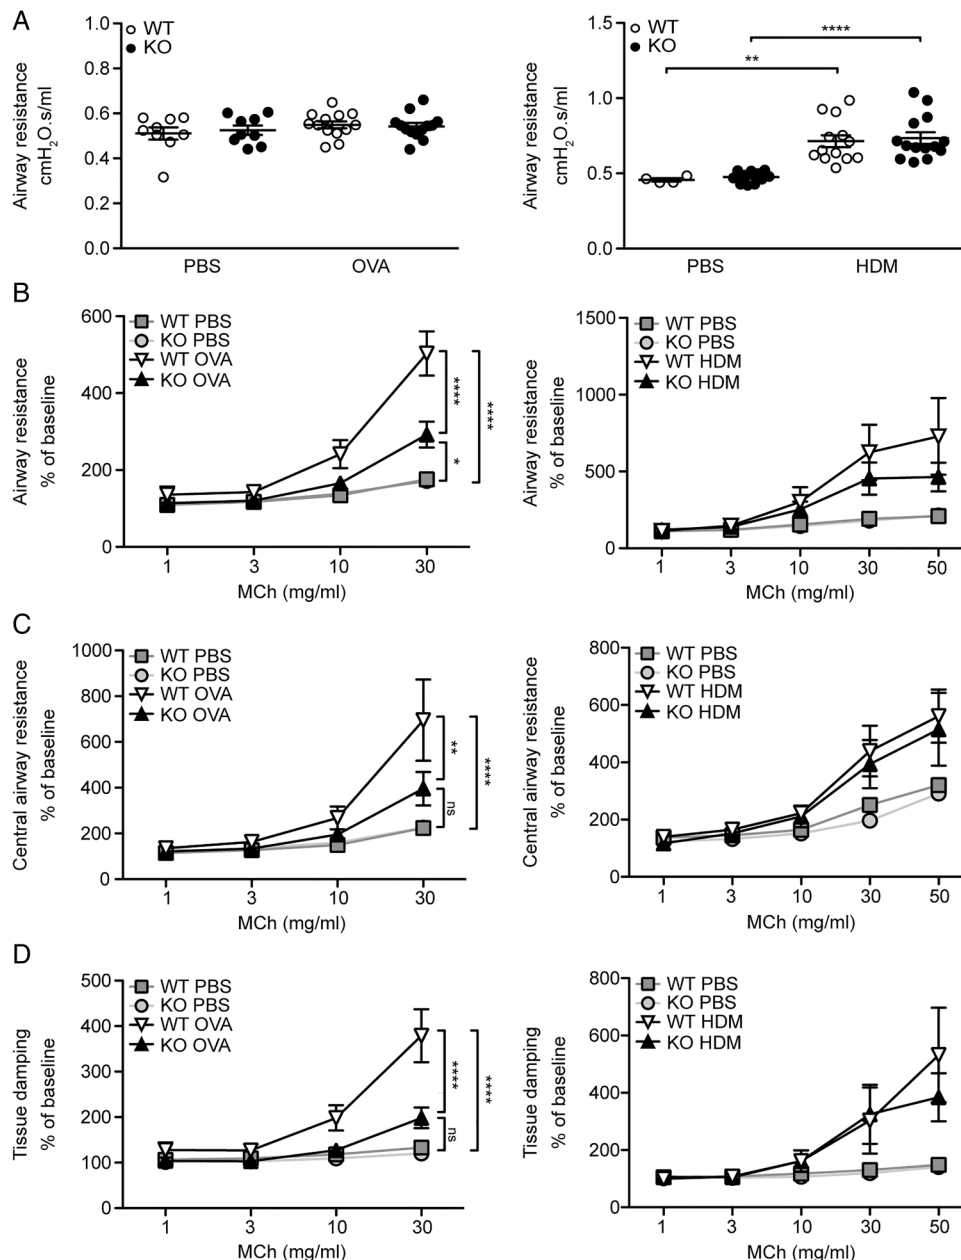 A
WT
KO
Airway resistance
cmH2O.s/ml
1.0
0.8
0.6
0.4
0.2
0.0
PBS
OVA
WT
KO
****
**
Airway resistance
cmH2O.s/ml
1.5
1.0
0.5
0.0
PBS
HDM
B
WT PBS
KO PBS
WT OVA
KO OVA
Airway resistance
% of baseline
600
400
200
0
****
*
****
1 3 10 30
MCh (mg/ml)
WT PBS
KO PBS
WT HDM
KO HDM
Airway resistance
% of baseline
1500
1000
500
0
1 3 10 30 50
MCh (mg/ml)
C
WT PBS
KO PBS
WT OVA
KO OVA
Central airway resistance
% of baseline
1000
800
600
400
200
0
**
ns
****
1 3 10 30
MCh (mg/ml)
WT PBS
KO PBS
WT HDM
KO HDM
Central airway resistance
% of baseline
800
600
400
200
0
1 3 10 30 50
MCh (mg/ml)
D
WT PBS
KO PBS
WT OVA
KO OVA
Tissue damping
% of baseline
500
400
300
200
100
0
****
ns
****
1 3 10 30
MCh (mg/ml)
WT PBS
KO PBS
WT HDM
KO HDM
Tissue damping
% of baseline
800
600
400
200
0
1 3 10 30 50
MCh (mg/ml)